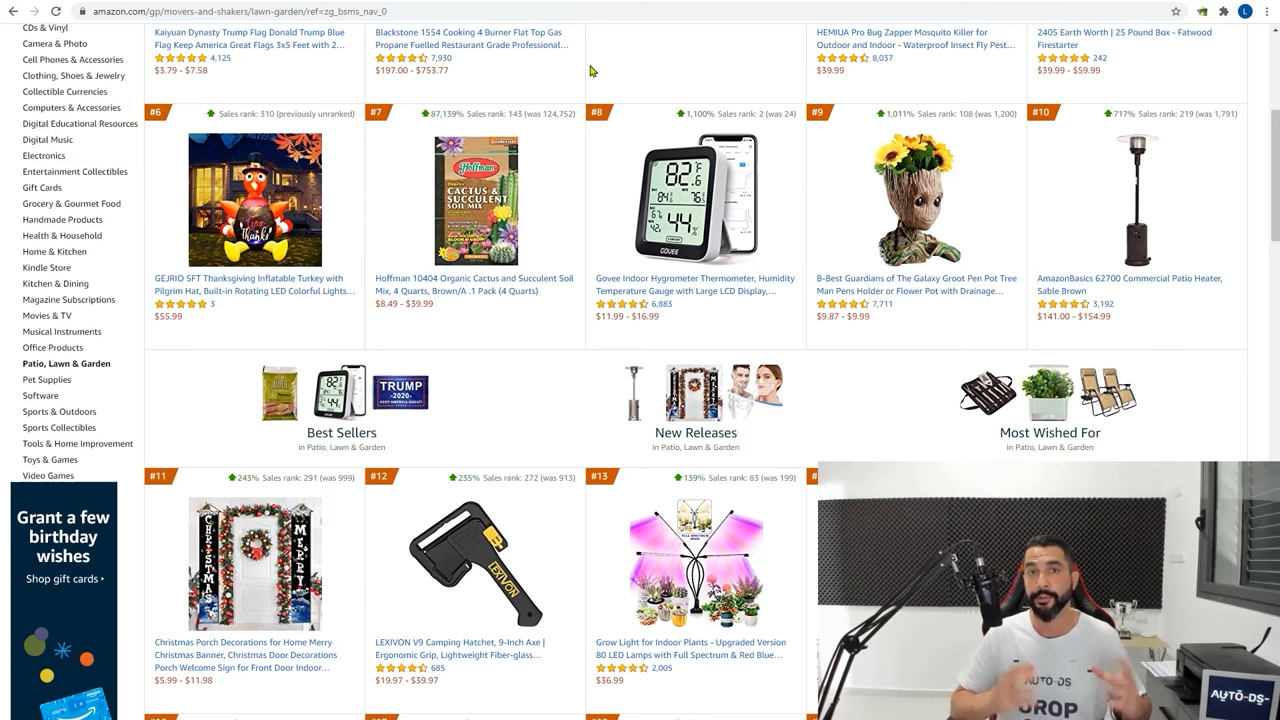 amazon.com/gp/movers-and-shakers/lawn-garden/ref=zg_bsms_nav_0
L
CDs & Vinyl
Camera & Photo
Cell Phones & Accessories
Clothing, Shoes & Jewelry
Collectible Currencies
Computers & Accessories
Digital Educational Resources
Digital Music
Electronics
Entertainment Collectibles
Gift Cards
Grocery & Gourmet Food
Handmade Products
Health & Household
Home & Kitchen
Kindle Store
Kitchen & Dining
Magazine Subscriptions
Movies & TV
Musical Instruments
Office Products
Patio, Lawn & Garden
Pet Supplies
Software
Sports & Outdoors
Sports Collectibles
Tools & Home Improvement
Toys & Games
Video Games
Grant a few
birthday
wishes
Shop gift cards ›
Kaiyuan Dynasty Trump Flag Donald Trump Blue
Flag Keep America Great Flags 3x5 Feet with 2…
4,125
$3.79 - $7.58
Blackstone 1554 Cooking 4 Burner Flat Top Gas
Propane Fuelled Restaurant Grade Professional…
7,930
$197.00 - $753.77
HEMIUA Pro Bug Zapper Mosquito Killer for
Outdoor and Indoor - Waterproof Insect Fly Pest…
8,037
$39.99
2405 Earth Worth | 25 Pound Box - Fatwood
Firestarter
242
$39.99 - $59.99
#6
Sales rank: 310 (previously unranked)
Thanks
GEJRIO 5FT Thanksgiving Inflatable Turkey with
Pilgrim Hat, Built-in Rotating LED Colorful Lights…
3
$55.99
#7
87,139% Sales rank: 143 (was 124,752)
Hoffman
CACTUS &
SUCCULENT
SOIL MIX
Hoffman 10404 Organic Cactus and Succulent Soil
Mix, 4 Quarts, Brown/A .1 Pack (4 Quarts)
$8.49 - $39.99
#8
1,100% Sales rank: 2 (was 24)
82.6
44%
GOVEE
Govee Indoor Hygrometer Thermometer, Humidity
Temperature Gauge with Large LCD Display,…
6,883
$11.99 - $16.99
#9
1,011% Sales rank: 108 (was 1,200)
B-Best Guardians of The Galaxy Groot Pen Pot Tree
Man Pens Holder or Flower Pot with Drainage…
7,711
$9.87 - $9.99
#10
717% Sales rank: 219 (was 1,791)
AmazonBasics 62700 Commercial Patio Heater,
Sable Brown
3,192
$141.00 - $154.99
TRUMP
2020
KEEP AMERICA GREAT!
Best Sellers
in Patio, Lawn & Garden
New Releases
in Patio, Lawn & Garden
Most Wished For
in Patio, Lawn & Garden
#11
243% Sales rank: 291 (was 999)
CHRISTMAS
MERRY
Christmas Porch Decorations for Home Merry
Christmas Banner, Christmas Door Decorations
Porch Welcome Sign for Front Door Indoor…
$5.99 - $11.98
#12
235% Sales rank: 272 (was 913)
LEXIVON
LEXIVON V9 Camping Hatchet, 9-Inch Axe |
Ergonomic Grip, Lightweight Fiber-glass…
685
$19.97 - $39.97
#13
139% Sales rank: 83 (was 199)
Grow Light for Indoor Plants - Upgraded Version
80 LED Lamps with Full Spectrum & Red Blue…
2,005
$36.99
AUTO-DS-
DROP
AUTO-DS-